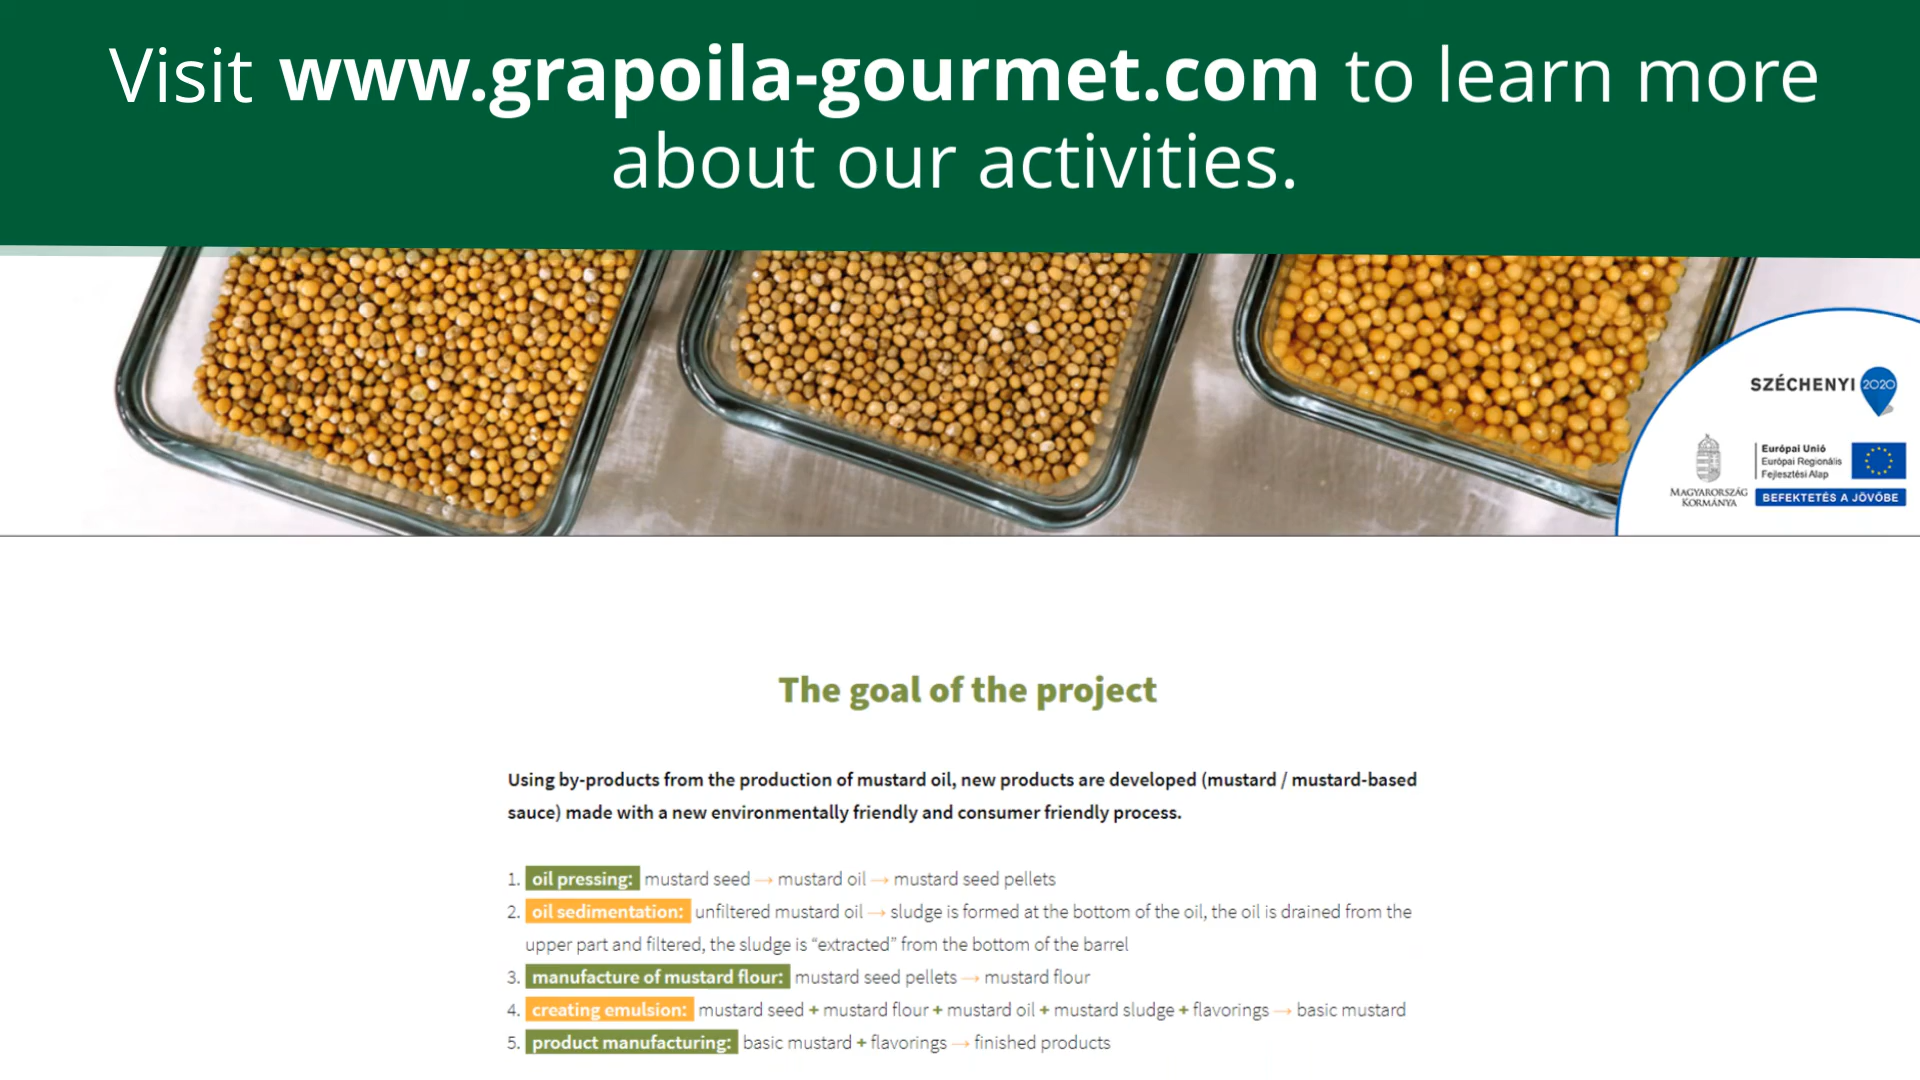 Visit www.grapoila-gourmet.com to learn more
about our activities.
SZÉCHENYI 2020
MAGYARORSZÁG
KORMÁNYA
Európai Unió
Európai Regionális
Fejlesztési Alap
BEFEKTETÉS A JÖVŐBE
The goal of the project
Using by-products from the production of mustard oil, new products are developed (mustard / mustard-based
sauce) made with a new environmentally friendly and consumer friendly process.
1. oil pressing: mustard seed → mustard oil → mustard seed pellets
2. oil sedimentation: unfiltered mustard oil → sludge is formed at the bottom of the oil, the oil is drained from the
upper part and filtered, the sludge is “extracted” from the bottom of the barrel
3. manufacture of mustard flour: mustard seed pellets → mustard flour
4. creating emulsion: mustard seed + mustard flour + mustard oil + mustard sludge + flavorings → basic mustard
5. product manufacturing: basic mustard + flavorings → finished products